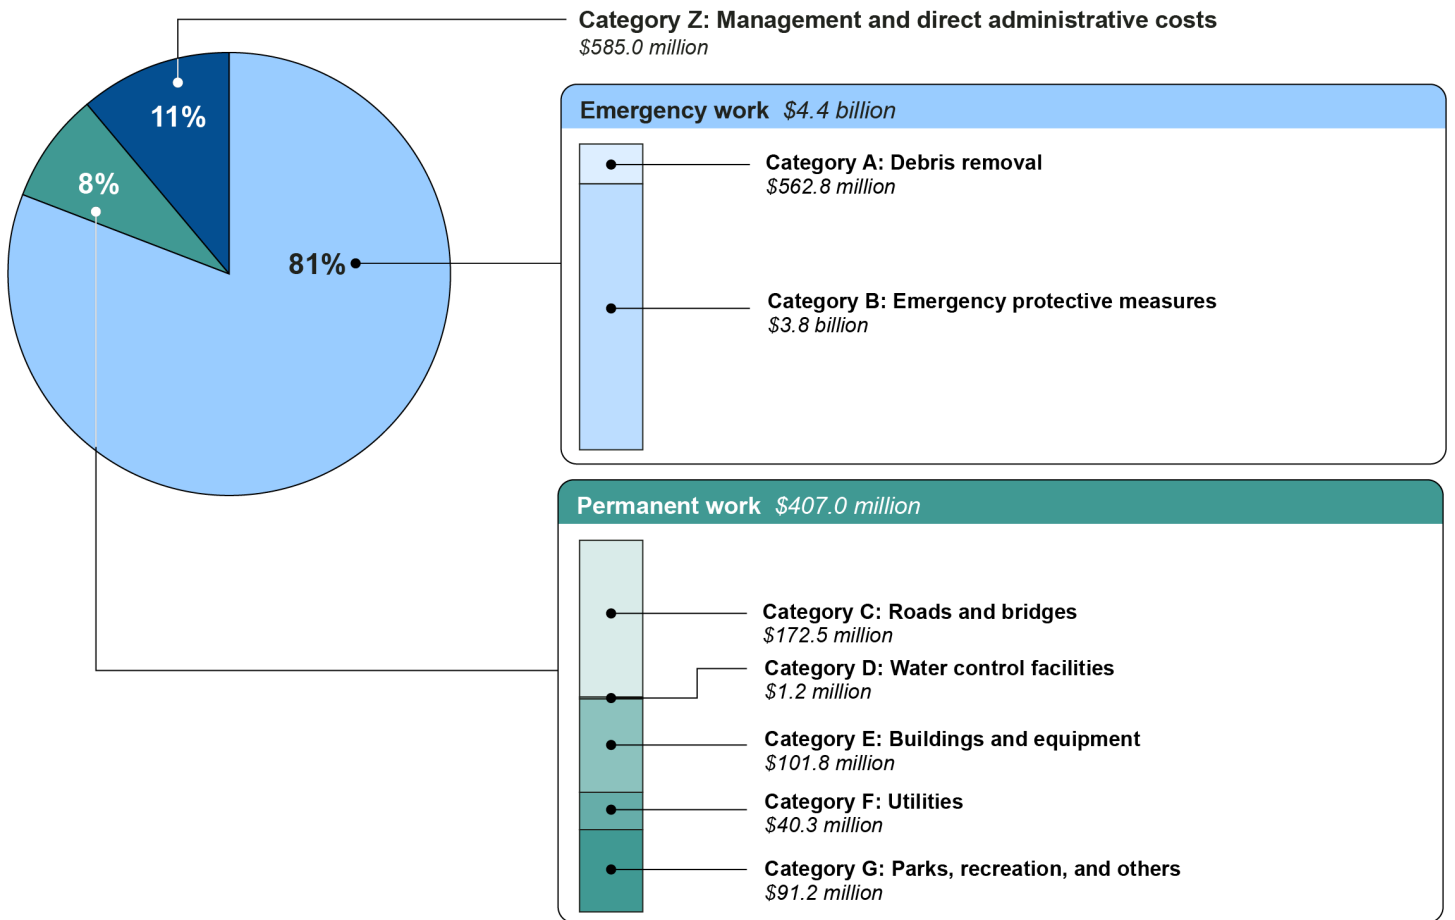 Category Z: Management and direct administrative costs
$585.0 million
11%
8%
81%
Emergency work $4.4 billion
Category A: Debris removal
$562.8 million
Category B: Emergency protective measures
$3.8 billion
Permanent work $407.0 million
Category C: Roads and bridges
$172.5 million
Category D: Water control facilities
$1.2 million
Category E: Buildings and equipment
$101.8 million
Category F: Utilities
$40.3 million
Category G: Parks, recreation, and others
$91.2 million